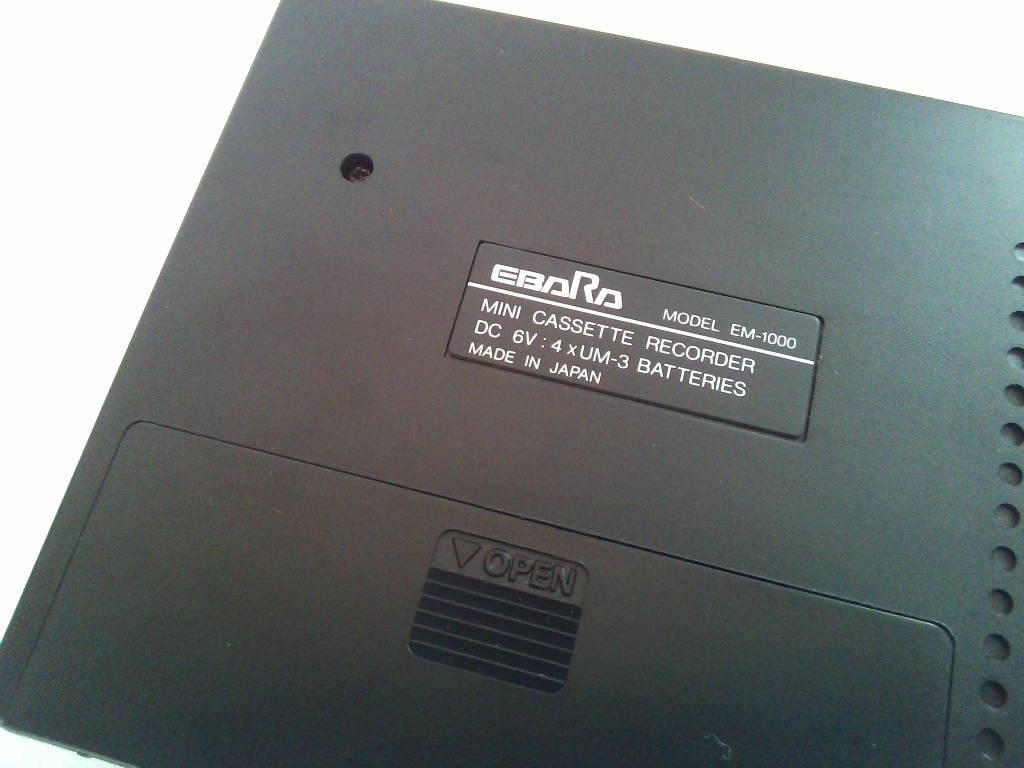 EBARA
MODEL EM-1000
MINI CASSETTE RECORDER
DC 6V : 4 x UM-3 BATTERIES
MADE IN JAPAN
▽ OPEN